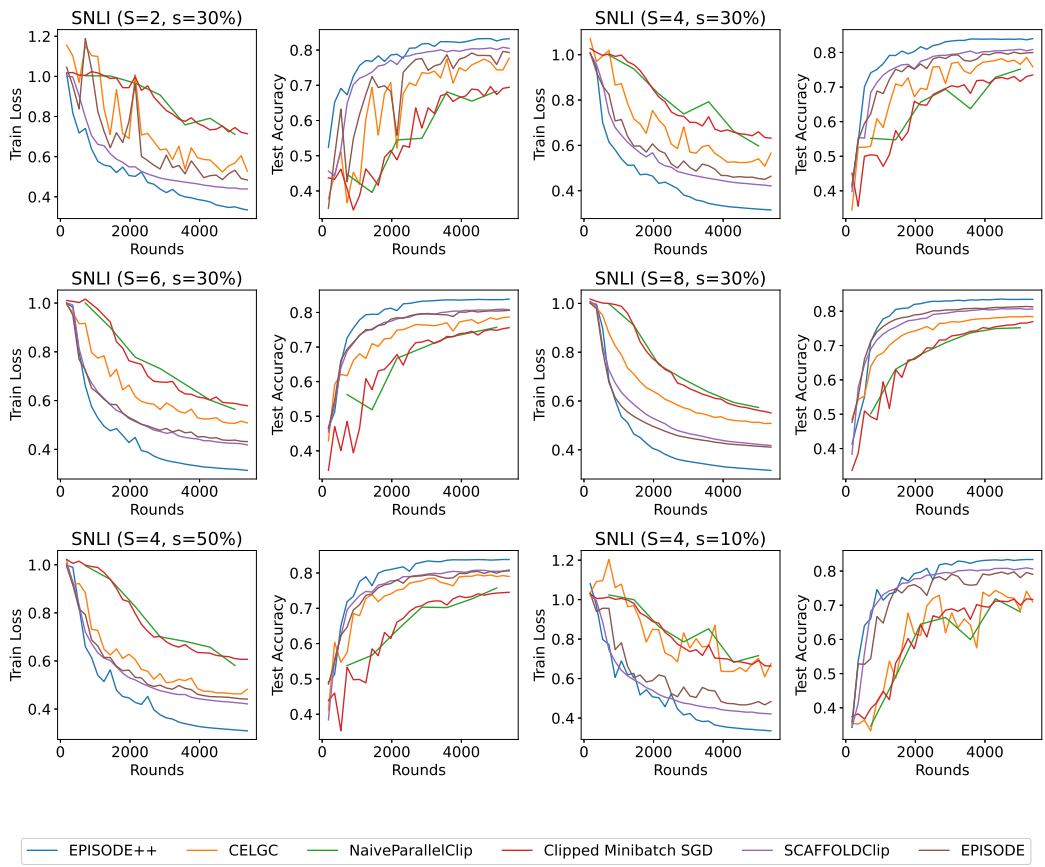 SNLI (S=2, s=30%)
SNLI (S=4, s=30%)
Train Loss
1.2
1.0
0.8
0.6
0.4
0 2000 4000
Rounds
Test Accuracy
0.8
0.7
0.6
0.5
0.4
0 2000 4000
Rounds
Train Loss
1.0
0.8
0.6
0.4
0 2000 4000
Rounds
Test Accuracy
0.8
0.7
0.6
0.5
0.4
0 2000 4000
Rounds
SNLI (S=6, s=30%)
SNLI (S=8, s=30%)
Train Loss
1.0
0.8
0.6
0.4
0 2000 4000
Rounds
Test Accuracy
0.8
0.7
0.6
0.5
0.4
0 2000 4000
Rounds
Train Loss
1.0
0.8
0.6
0.4
0 2000 4000
Rounds
Test Accuracy
0.8
0.7
0.6
0.5
0.4
0 2000 4000
Rounds
SNLI (S=4, s=50%)
SNLI (S=4, s=10%)
Train Loss
1.0
0.8
0.6
0.4
0 2000 4000
Rounds
Test Accuracy
0.8
0.7
0.6
0.5
0.4
0 2000 4000
Rounds
Train Loss
1.2
1.0
0.8
0.6
0.4
0 2000 4000
Rounds
Test Accuracy
0.8
0.7
0.6
0.5
0.4
0 2000 4000
Rounds
EPISODE++ CELGC NaiveParallelClip Clipped Minibatch SGD SCAFFOLDClip EPISODE